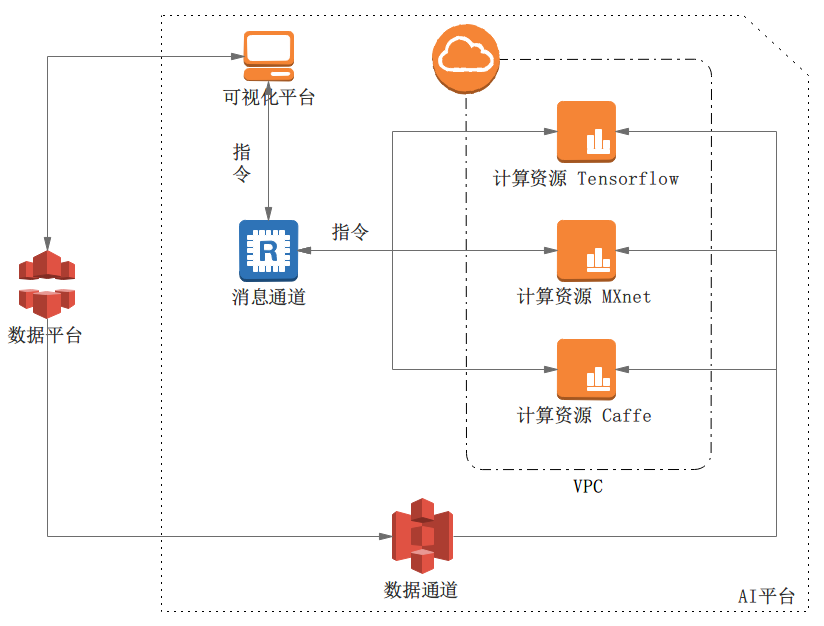 可视化平台
指
令
指令
计算资源 Tensorflow
R
消息通道
计算资源 MXnet
数据平台
计算资源 Caffe
VPC
数据通道
AI平台